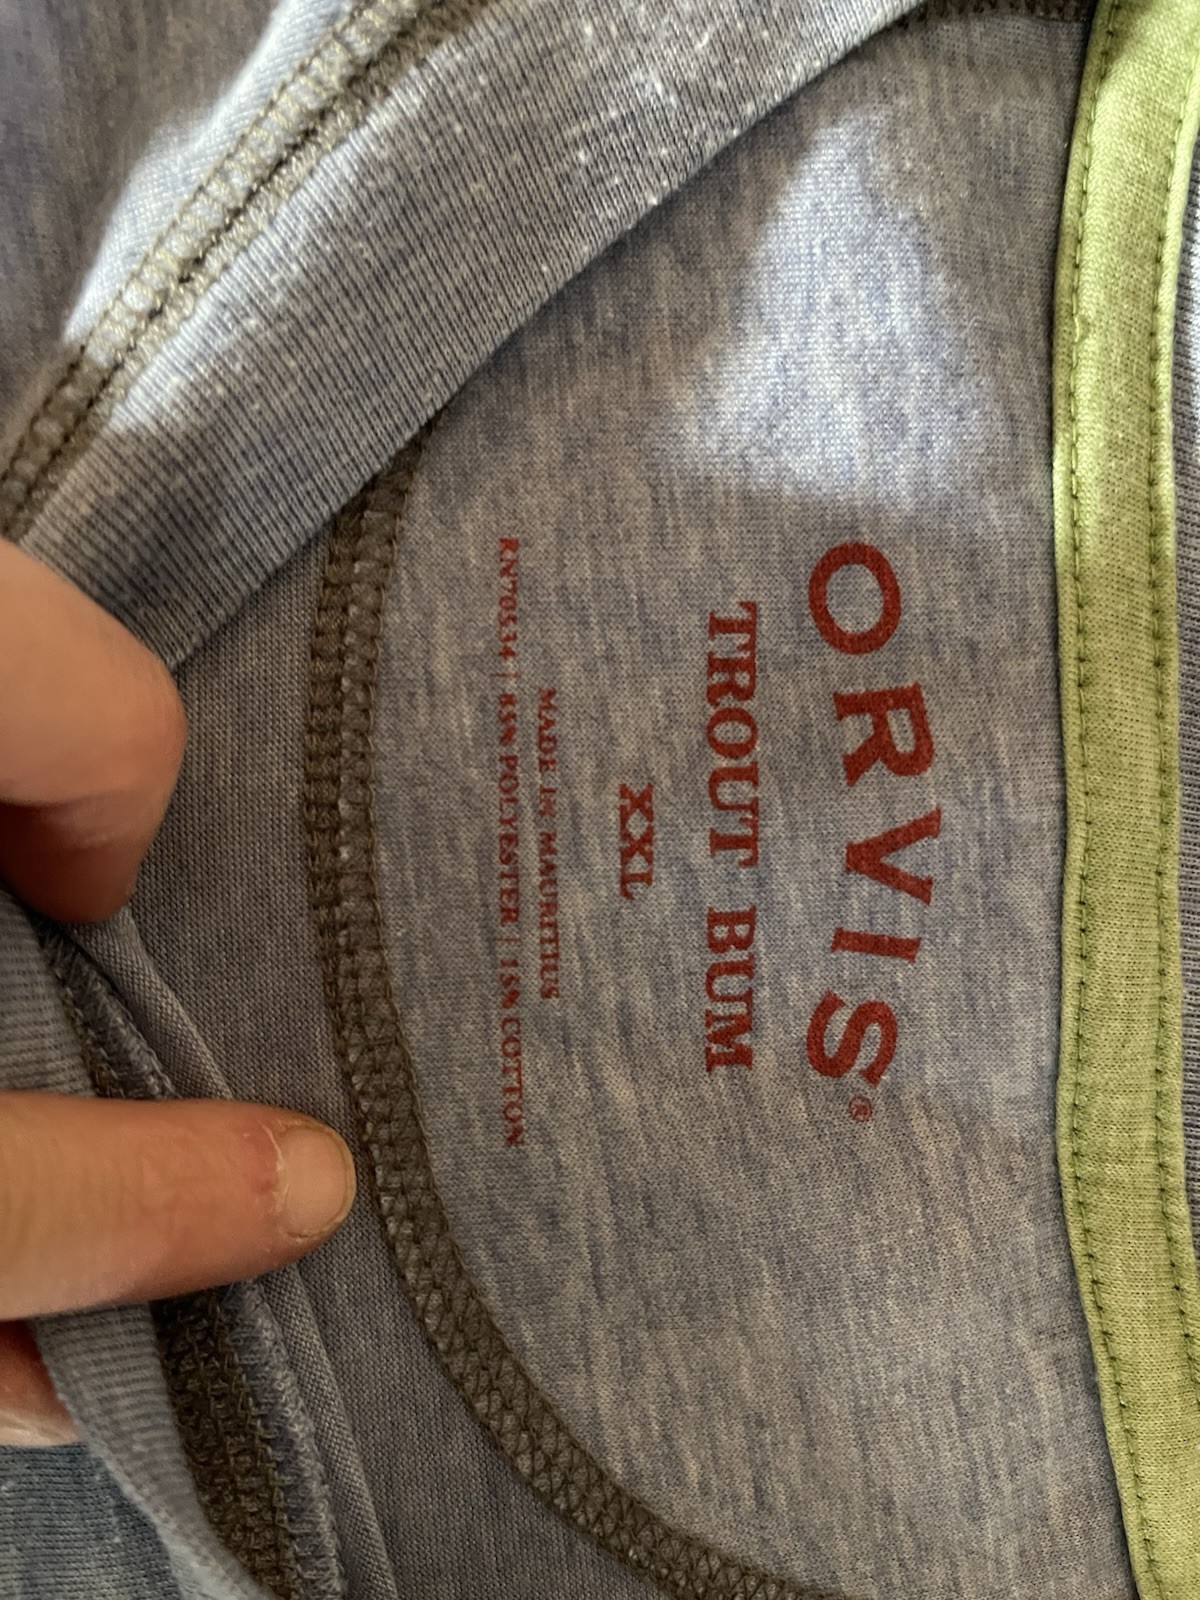 ORVIS®
TROUT BUM
XXL
MADE IN MAURITIUS
RN70534 | 85% POLYESTER | 15% COTTON